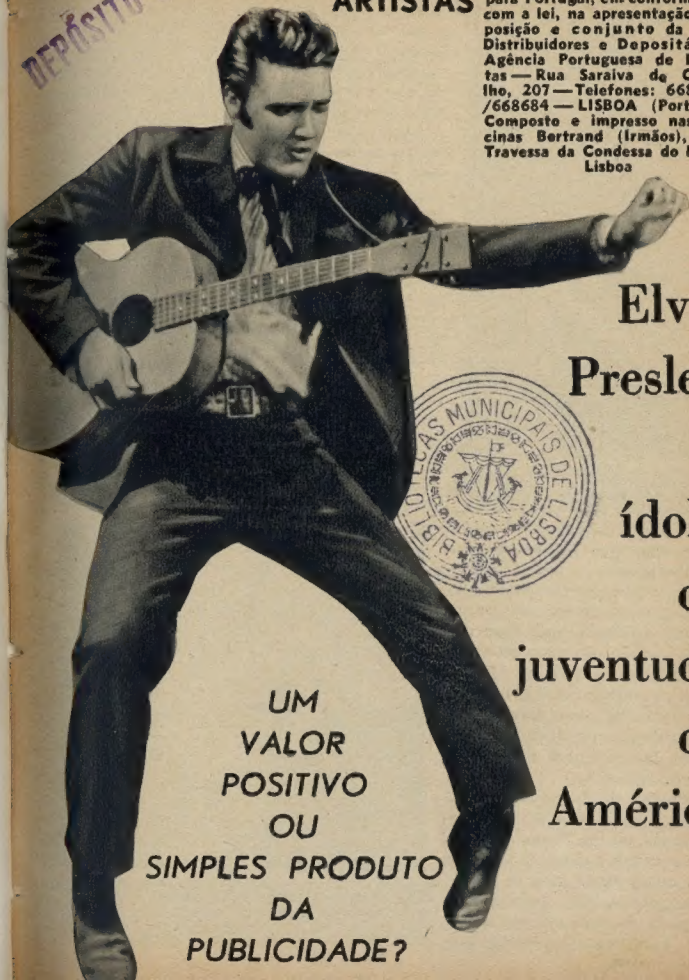 DEPÓSITO
ARTISTAS
com a lei, na apresentação
posição e conjunto da
Distribuidores e Deposit
Agência Portuguesa de
tas — Rua Saraiva de C
lho, 207 — Telefones: 668
/668684 — LISBOA (Port
Composto e impresso nas
cinas Bertrand (Irmãos),
Travessa da Condessa do
Lisboa
Elv
Presle
ídol
juventud
Améric
BIBLIOTECAS MUNICIPAIS DE LISBOA
UM
VALOR
POSITIVO
OU
SIMPLES PRODUTO
DA
PUBLICIDADE?